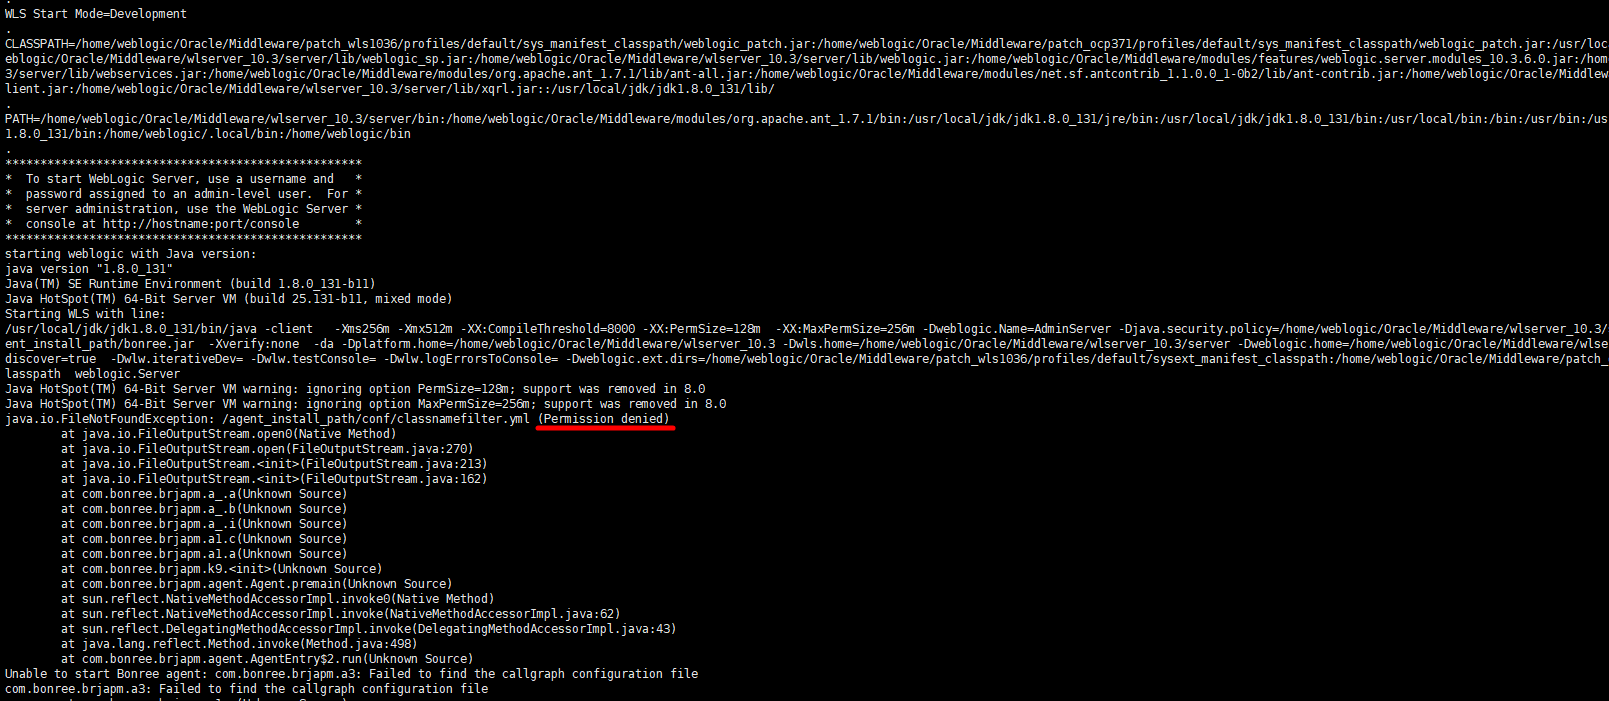 .
WLS Start Mode=Development
.
CLASSPATH=/home/weblogic/Oracle/Middleware/patch_wls1036/profiles/default/sys_manifest_classpath/weblogic_patch.jar:/home/weblogic/Oracle/Middleware/patch_ocp371/profiles/default/sys_manifest_classpath/weblogic_patch.jar:/usr/loc
eblogic/Oracle/Middleware/wlserver_10.3/server/lib/weblogic_sp.jar:/home/weblogic/Oracle/Middleware/wlserver_10.3/server/lib/weblogic.jar:/home/weblogic/Oracle/Middleware/modules/features/weblogic.server.modules_10.3.6.0.jar:/hom
3/server/lib/webservices.jar:/home/weblogic/Oracle/Middleware/modules/org.apache.ant_1.7.1/lib/ant-all.jar:/home/weblogic/Oracle/Middleware/modules/net.sf.antcontrib_1.1.0.0_1-0b2/lib/ant-contrib.jar:/home/weblogic/Oracle/Middlew
lient.jar:/home/weblogic/Oracle/Middleware/wlserver_10.3/server/lib/xqrl.jar::/usr/local/jdk/jdk1.8.0_131/lib/
.
PATH=/home/weblogic/Oracle/Middleware/wlserver_10.3/server/bin:/home/weblogic/Oracle/Middleware/modules/org.apache.ant_1.7.1/bin:/usr/local/jdk/jdk1.8.0_131/jre/bin:/usr/local/jdk/jdk1.8.0_131/bin:/usr/local/bin:/bin:/usr/bin:/us
1.8.0_131/bin:/home/weblogic/.local/bin:/home/weblogic/bin
.
***************************************************
*  To start WebLogic Server, use a username and   *
*  password assigned to an admin-level user.  For *
*  server administration, use the WebLogic Server *
*  console at http://hostname:port/console        *
***************************************************
starting weblogic with Java version:
java version "1.8.0_131"
Java(TM) SE Runtime Environment (build 1.8.0_131-b11)
Java HotSpot(TM) 64-Bit Server VM (build 25.131-b11, mixed mode)
Starting WLS with line:
/usr/local/jdk/jdk1.8.0_131/bin/java -client   -Xms256m -Xmx512m -XX:CompileThreshold=8000 -XX:PermSize=128m  -XX:MaxPermSize=256m -Dweblogic.Name=AdminServer -Djava.security.policy=/home/weblogic/Oracle/Middleware/wlserver_10.3/
ent_install_path/bonree.jar  -Xverify:none  -da -Dplatform.home=/home/weblogic/Oracle/Middleware/wlserver_10.3 -Dwls.home=/home/weblogic/Oracle/Middleware/wlserver_10.3/server -Dweblogic.home=/home/weblogic/Oracle/Middleware/wlse
discover=true  -Dwlw.iterativeDev= -Dwlw.testConsole= -Dwlw.logErrorsToConsole= -Dweblogic.ext.dirs=/home/weblogic/Oracle/Middleware/patch_wls1036/profiles/default/sysext_manifest_classpath:/home/weblogic/Oracle/Middleware/patch_
lasspath  weblogic.Server
Java HotSpot(TM) 64-Bit Server VM warning: ignoring option PermSize=128m; support was removed in 8.0
Java HotSpot(TM) 64-Bit Server VM warning: ignoring option MaxPermSize=256m; support was removed in 8.0
java.io.FileNotFoundException: /agent_install_path/conf/classnamefilter.yml (Permission denied)
        at java.io.FileOutputStream.open0(Native Method)
        at java.io.FileOutputStream.open(FileOutputStream.java:270)
        at java.io.FileOutputStream.<init>(FileOutputStream.java:213)
        at java.io.FileOutputStream.<init>(FileOutputStream.java:162)
        at com.bonree.brjapm.a_.a(Unknown Source)
        at com.bonree.brjapm.a_.b(Unknown Source)
        at com.bonree.brjapm.a_.i(Unknown Source)
        at com.bonree.brjapm.a1.c(Unknown Source)
        at com.bonree.brjapm.a1.a(Unknown Source)
        at com.bonree.brjapm.k9.<init>(Unknown Source)
        at com.bonree.brjapm.agent.Agent.premain(Unknown Source)
        at sun.reflect.NativeMethodAccessorImpl.invoke0(Native Method)
        at sun.reflect.NativeMethodAccessorImpl.invoke(NativeMethodAccessorImpl.java:62)
        at sun.reflect.DelegatingMethodAccessorImpl.invoke(DelegatingMethodAccessorImpl.java:43)
        at java.lang.reflect.Method.invoke(Method.java:498)
        at com.bonree.brjapm.agent.AgentEntry$2.run(Unknown Source)
Unable to start Bonree agent: com.bonree.brjapm.a3: Failed to find the callgraph configuration file
com.bonree.brjapm.a3: Failed to find the callgraph configuration file